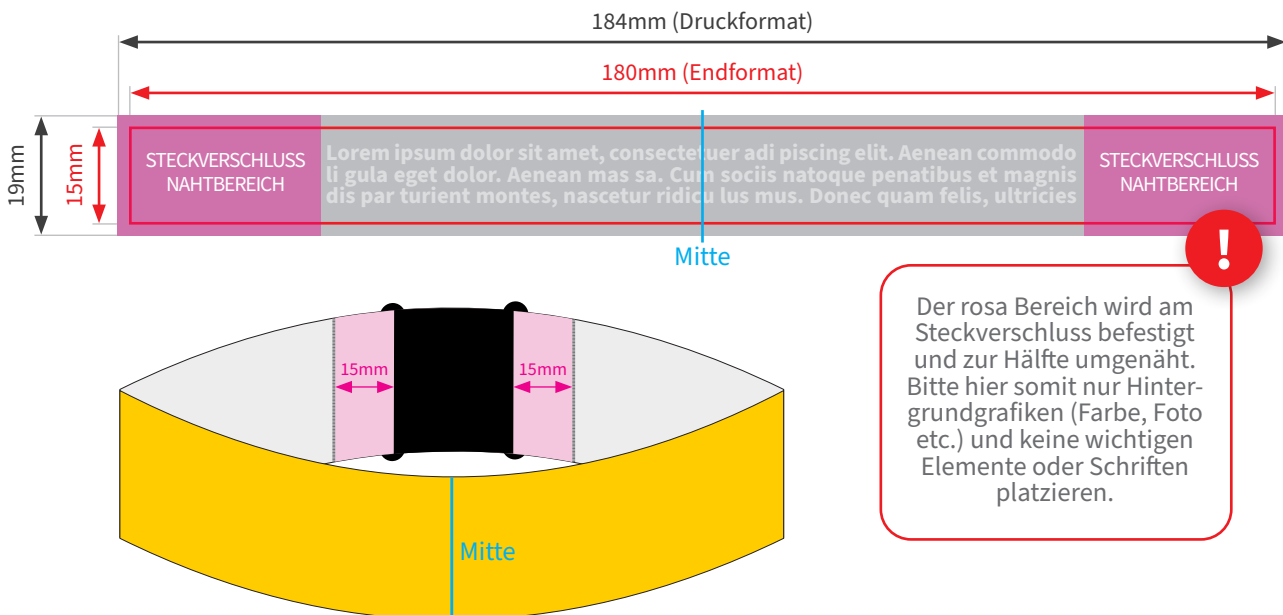 184mm (Druckformat)
180mm (Endformat)
19mm
15mm
STECKVERSCHLUSS
NAHTBEREICH
Lorem ipsum dolor sit amet, consectetuer adi piscing elit. Aenean commodo
li gula eget dolor. Aenean mas sa. Cum sociis natoque penatibus et magnis
dis par turient montes, nascetur ridicu lus mus. Donec quam felis, ultricies
STECKVERSCHLUSS
NAHTBEREICH
Mitte
!
Der rosa Bereich wird am
Steckverschluss befestigt
und zur Hälfte umgenäht.
Bitte hier somit nur Hinter-
grundgrafiken (Farbe, Foto
etc.) und keine wichtigen
Elemente oder Schriften
platzieren.
15mm
15mm
Mitte